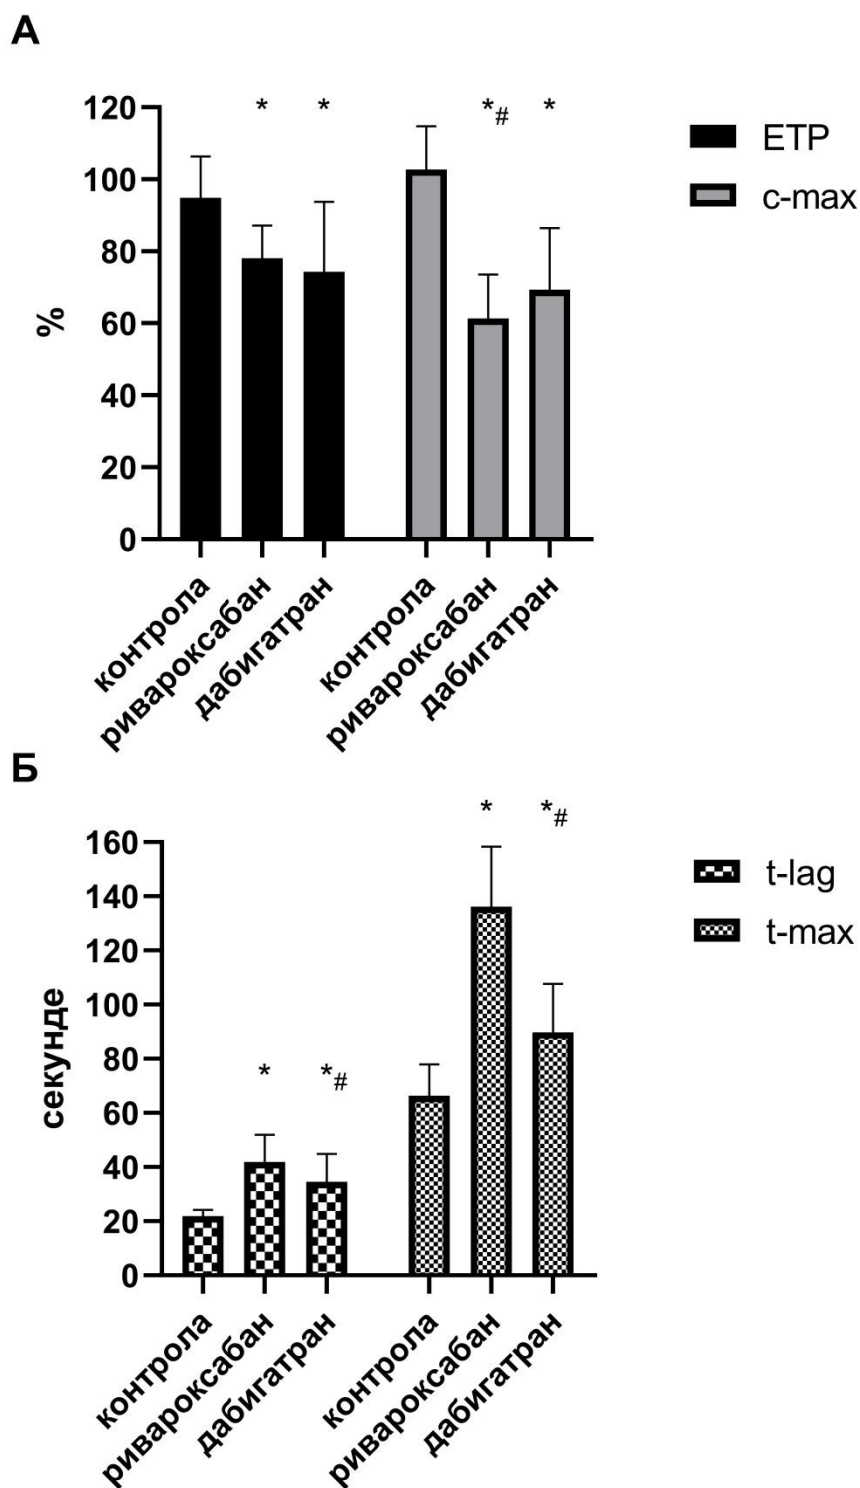 А
120
100
80
60
40
20
0
%
* * *# *
ETP
c-max
контрола
ривароксабан
дабигатран
контрола
ривароксабан
дабигатран
Б
160
140
120
100
80
60
40
20
0
секунде
* *# * *#
t-lag
t-max
контрола
ривароксабан
дабигатран
контрола
ривароксабан
дабигатран